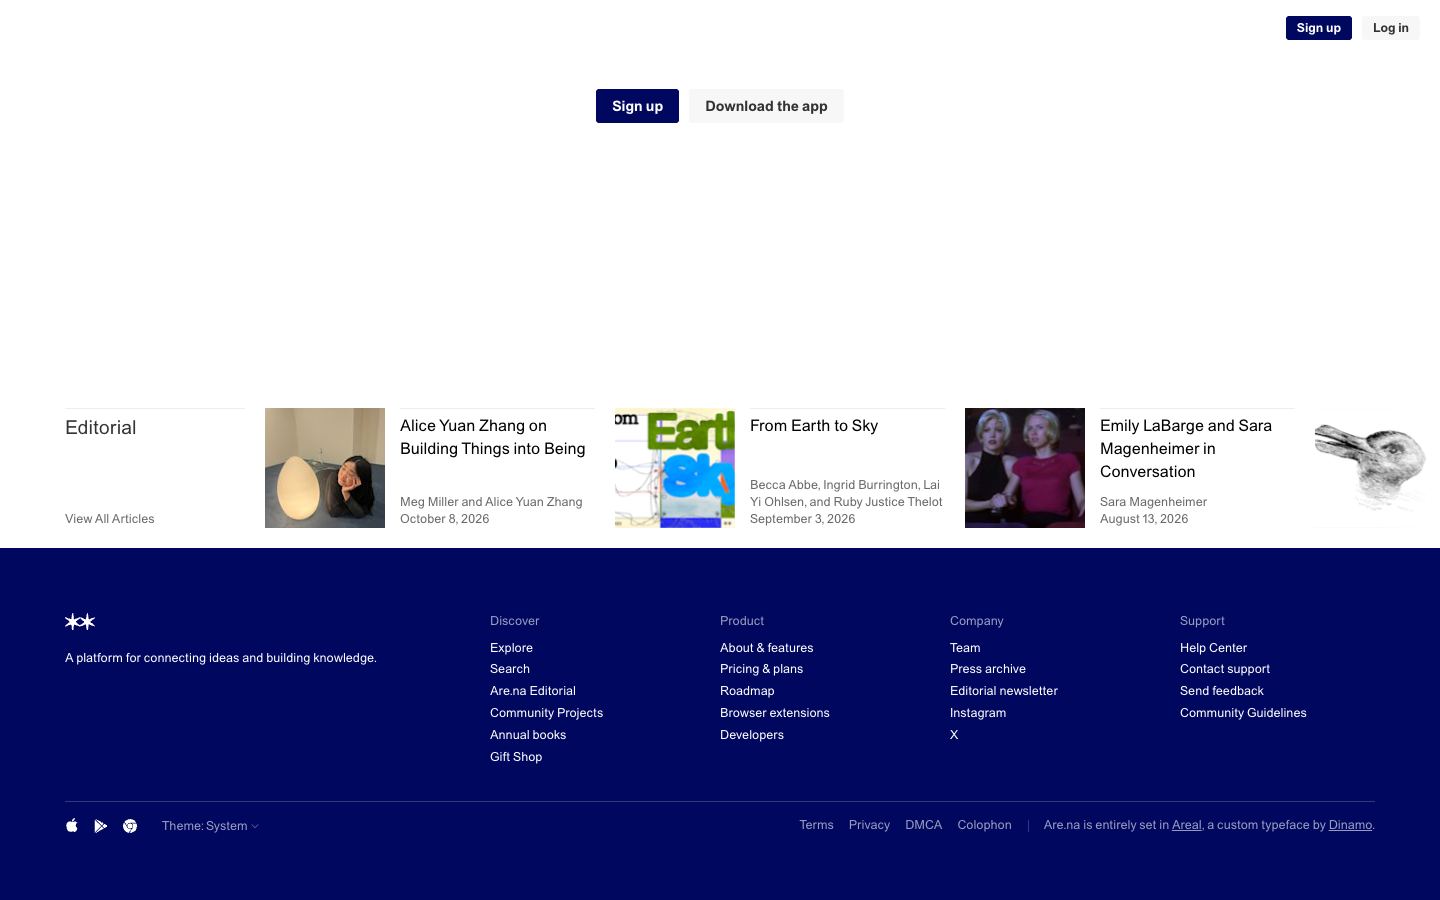 Sign up
Log in
Sign up
Download the app
Editorial
View All Articles
Alice Yuan Zhang on
Building Things into Being
Meg Miller and Alice Yuan Zhang
October 8, 2026
om Eart
Sk
From Earth to Sky
Becca Abbe, Ingrid Burrington, Lai
Yi Ohlsen, and Ruby Justice Thelot
September 3, 2026
Emily LaBarge and Sara
Magenheimer in
Conversation
Sara Magenheimer
August 13, 2026
A platform for connecting ideas and building knowledge.
Discover
Explore
Search
Are.na Editorial
Community Projects
Annual books
Gift Shop
Product
About & features
Pricing & plans
Roadmap
Browser extensions
Developers
Company
Team
Press archive
Editorial newsletter
Instagram
X
Support
Help Center
Contact support
Send feedback
Community Guidelines
Theme: System
Terms Privacy DMCA Colophon Are.na is entirely set in Areal, a custom typeface by Dinamo.